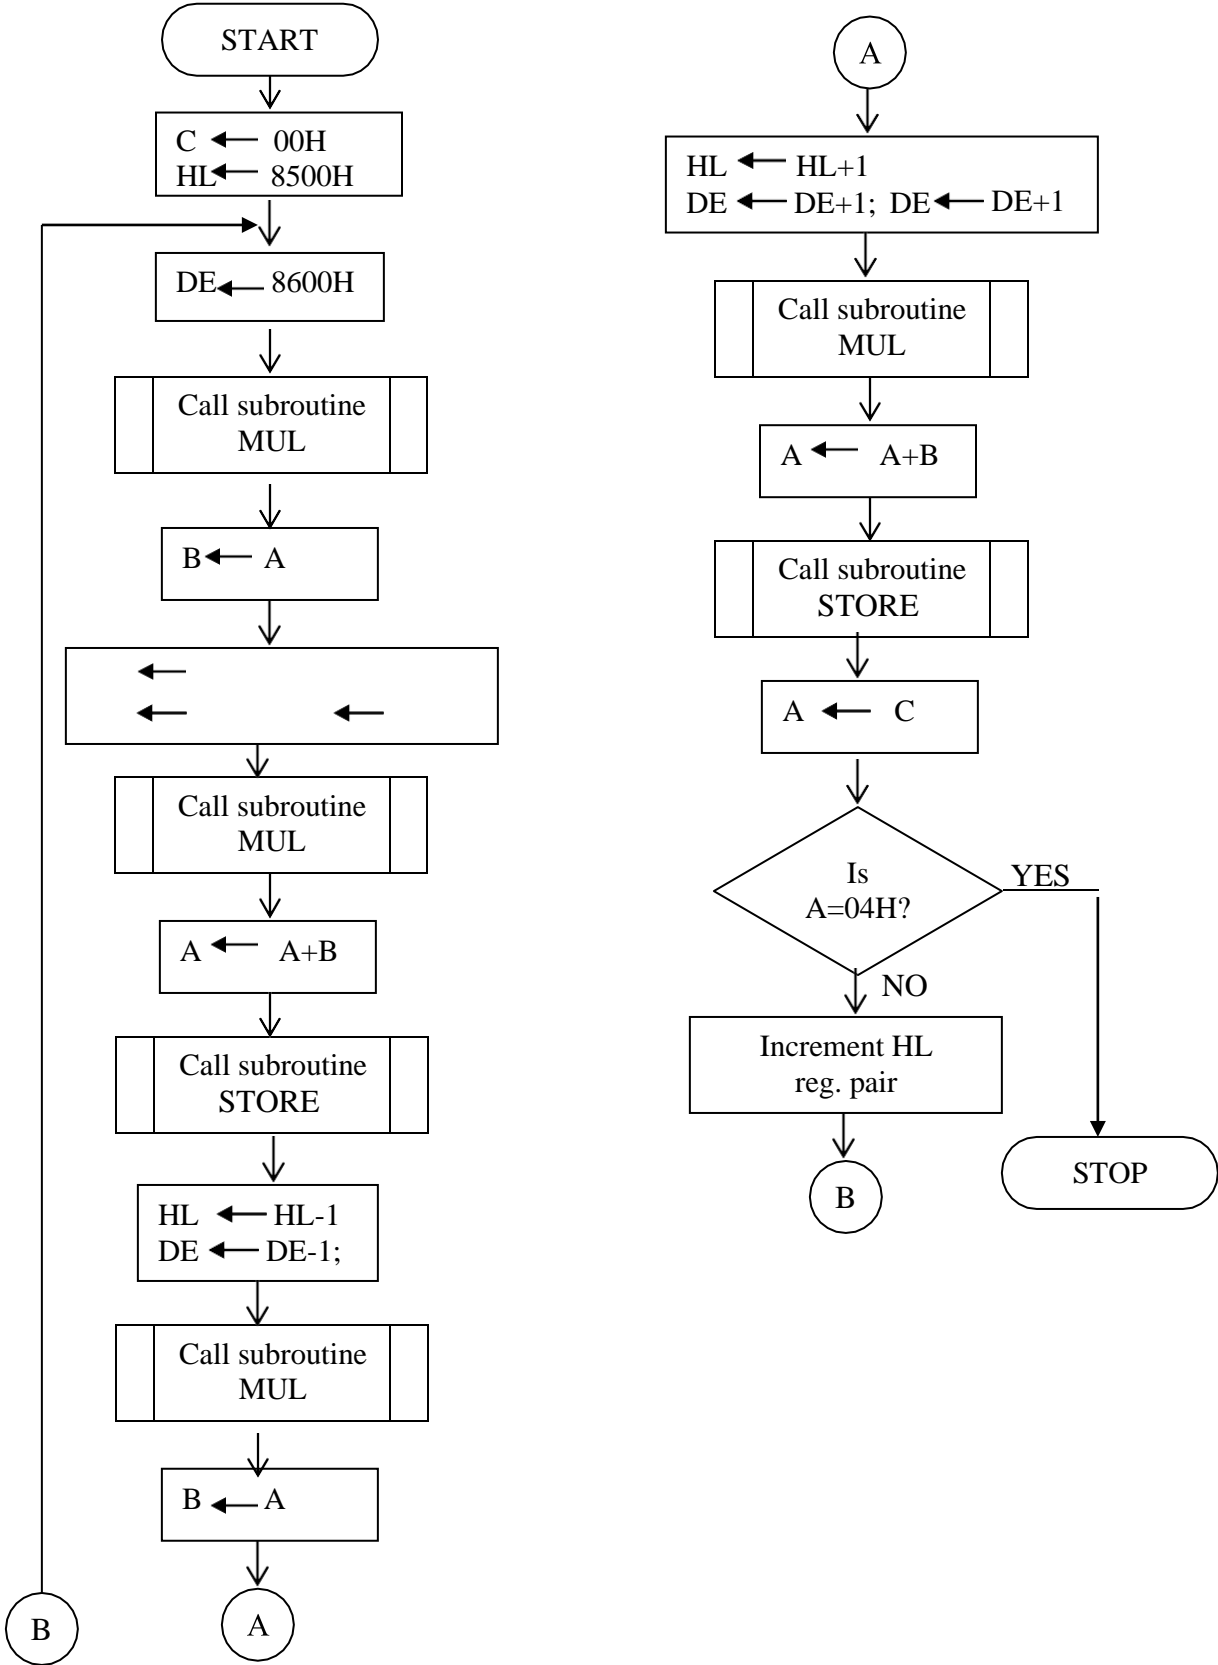 START
C ← 00H
HL ← 8500H
DE ← 8600H
Call subroutine
MUL
B ← A
←
← ←
Call subroutine
MUL
A ← A+B
Call subroutine
STORE
HL ← HL-1
DE ← DE-1;
Call subroutine
MUL
B ← A
B
A
A
HL ← HL+1
DE ← DE+1; DE ← DE+1
Call subroutine
MUL
A ← A+B
Call subroutine
STORE
A ← C
Is
A=04H?
YES
NO
Increment HL
reg. pair
B
STOP